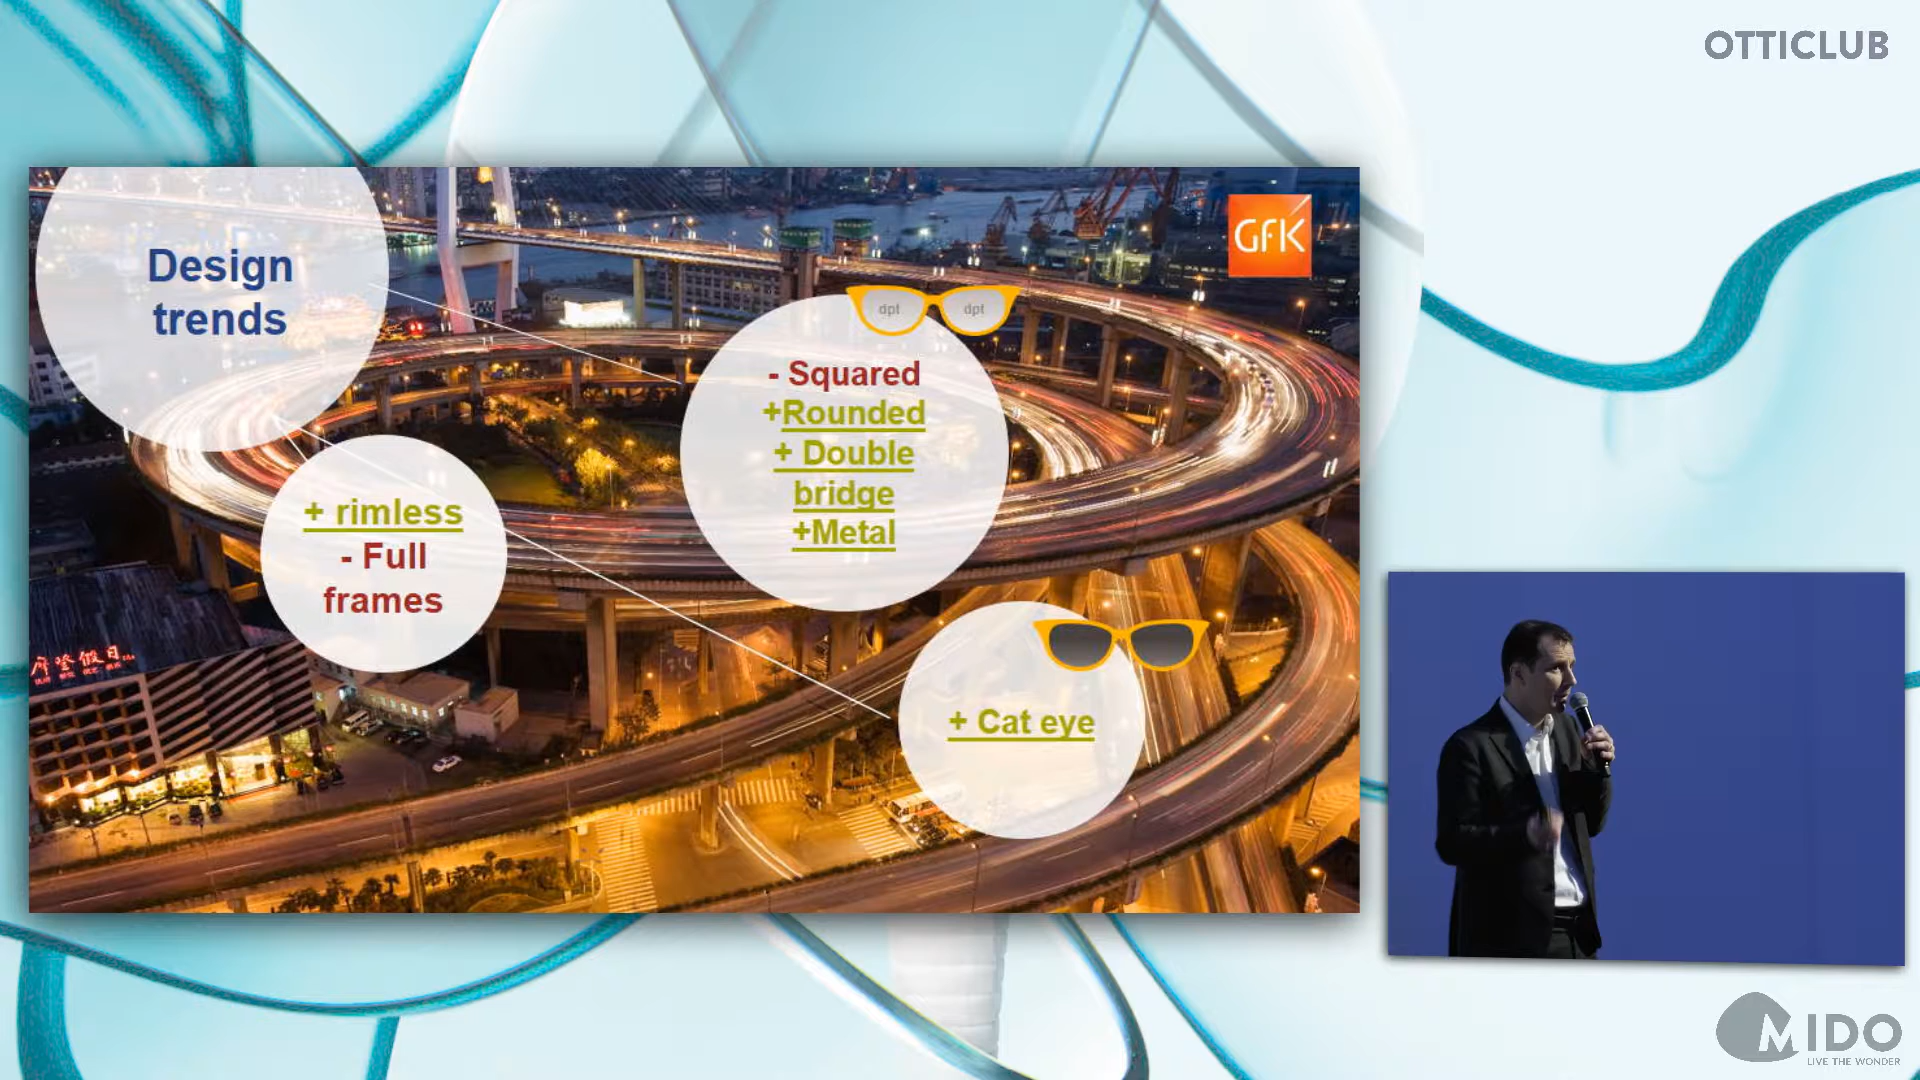 OTTICLUB
Design
trends
GFK
dpt dpt
- Squared
+Rounded
+ Double
bridge
+Metal
+ rimless
- Full
frames
+ Cat eye
MIDO
LIVE THE WONDER